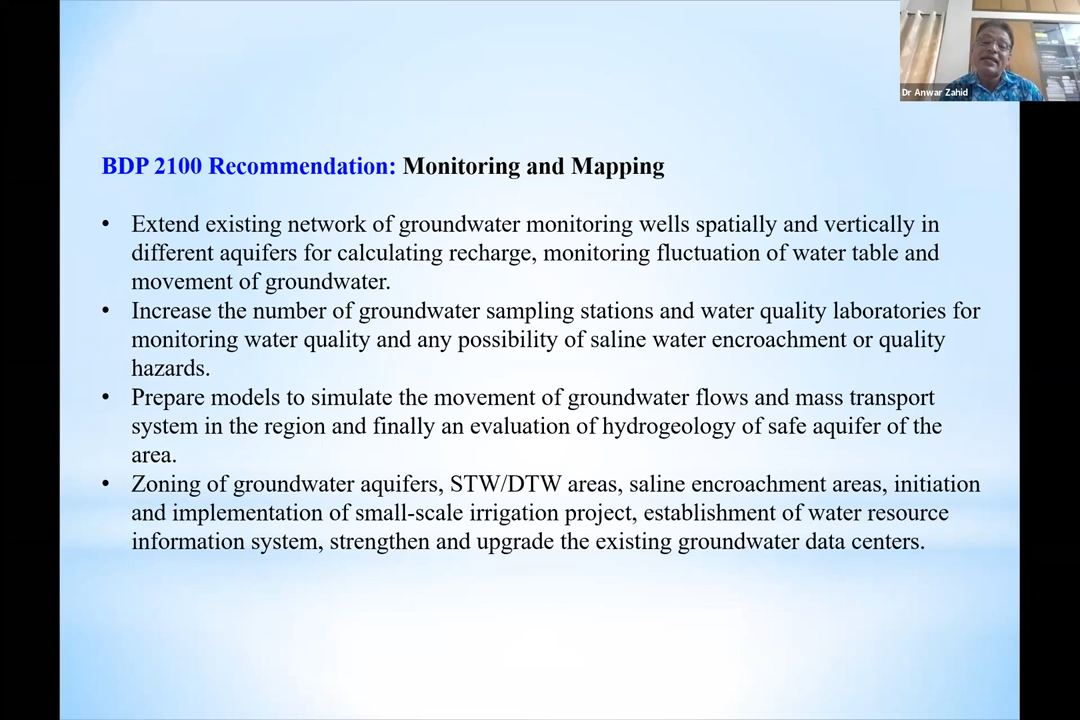 Dr Anwar Zahid
BDP 2100 Recommendation: Monitoring and Mapping
• Extend existing network of groundwater monitoring wells spatially and vertically in
different aquifers for calculating recharge, monitoring fluctuation of water table and
movement of groundwater.
• Increase the number of groundwater sampling stations and water quality laboratories for
monitoring water quality and any possibility of saline water encroachment or quality
hazards.
• Prepare models to simulate the movement of groundwater flows and mass transport
system in the region and finally an evaluation of hydrogeology of safe aquifer of the
area.
• Zoning of groundwater aquifers, STW/DTW areas, saline encroachment areas, initiation
and implementation of small-scale irrigation project, establishment of water resource
information system, strengthen and upgrade the existing groundwater data centers.